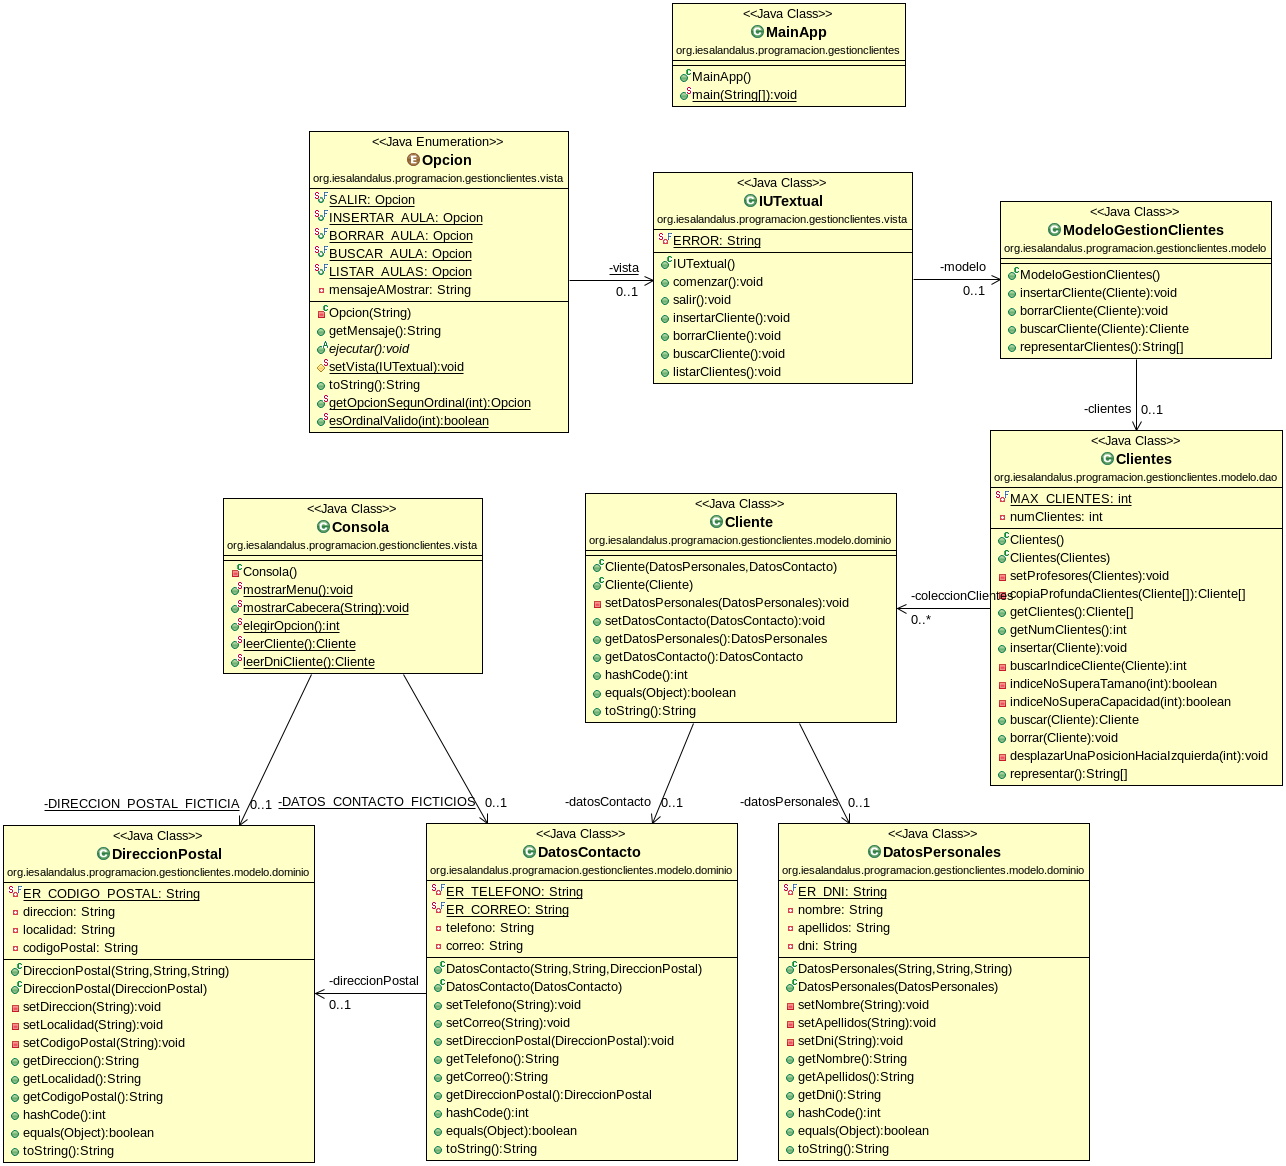 <<Java Class>>
MainApp
org.iesalandalus.programacion.gestionclientes
MainApp()
main(String[]):void
<<Java Enumeration>>
Opcion
org.iesalandalus.programacion.gestionclientes.vista
SALIR: Opcion
INSERTAR_AULA: Opcion
BORRAR_AULA: Opcion
BUSCAR_AULA: Opcion
LISTAR_AULAS: Opcion
mensajeAMostrar: String
Opcion(String)
getMensaje():String
ejecutar():void
setVista(IUTextual):void
toString():String
getOpcionSegunOrdinal(int):Opcion
esOrdinalValido(int):boolean
-vista
0..1
<<Java Class>>
IUTextual
org.iesalandalus.programacion.gestionclientes.vista
ERROR: String
IUTextual()
comenzar():void
salir():void
insertarCliente():void
borrarCliente():void
buscarCliente():void
listarClientes():void
-modelo
0..1
<<Java Class>>
ModeloGestionClientes
org.iesalandalus.programacion.gestionclientes.modelo
ModeloGestionClientes()
insertarCliente(Cliente):void
borrarCliente(Cliente):void
buscarCliente(Cliente):Cliente
representarClientes():String[]
-clientes
0..1
<<Java Class>>
Clientes
org.iesalandalus.programacion.gestionclientes.modelo.dao
MAX_CLIENTES: int
numClientes: int
Clientes()
Clientes(Clientes)
setProfesores(Clientes):void
copiaProfundaClientes(Cliente[]):Cliente[]
getClientes():Cliente[]
getNumClientes():int
insertar(Cliente):void
buscarIndiceCliente(Cliente):int
indiceNoSuperaTamano(int):boolean
indiceNoSuperaCapacidad(int):boolean
buscar(Cliente):Cliente
borrar(Cliente):void
desplazarUnaPosicionHaciaIzquierda(int):void
representar():String[]
-coleccionClientes
0..*
<<Java Class>>
Consola
org.iesalandalus.programacion.gestionclientes.vista
Consola()
mostrarMenu():void
mostrarCabecera(String):void
elegirOpcion():int
leerCliente():Cliente
leerDniCliente():Cliente
<<Java Class>>
Cliente
org.iesalandalus.programacion.gestionclientes.modelo.dominio
Cliente(DatosPersonales,DatosContacto)
Cliente(Cliente)
setDatosPersonales(DatosPersonales):void
setDatosContacto(DatosContacto):void
getDatosPersonales():DatosPersonales
getDatosContacto():DatosContacto
hashCode():int
equals(Object):boolean
toString():String
-DIRECCION_POSTAL_FICTICIA
0..1
-DATOS_CONTACTO_FICTICIOS
0..1
-datosContacto
0..1
-datosPersonales
0..1
<<Java Class>>
DireccionPostal
org.iesalandalus.programacion.gestionclientes.modelo.dominio
ER_CODIGO_POSTAL: String
direccion: String
localidad: String
codigoPostal: String
DireccionPostal(String,String,String)
DireccionPostal(DireccionPostal)
setDireccion(String):void
setLocalidad(String):void
setCodigoPostal(String):void
getDireccion():String
getLocalidad():String
getCodigoPostal():String
hashCode():int
equals(Object):boolean
toString():String
-direccionPostal
0..1
<<Java Class>>
DatosContacto
org.iesalandalus.programacion.gestionclientes.modelo.dominio
ER_TELEFONO: String
ER_CORREO: String
telefono: String
correo: String
DatosContacto(String,String,DireccionPostal)
DatosContacto(DatosContacto)
setTelefono(String):void
setCorreo(String):void
setDireccionPostal(DireccionPostal):void
getTelefono():String
getCorreo():String
getDireccionPostal():DireccionPostal
hashCode():int
equals(Object):boolean
toString():String
<<Java Class>>
DatosPersonales
org.iesalandalus.programacion.gestionclientes.modelo.dominio
ER_DNI: String
nombre: String
apellidos: String
dni: String
DatosPersonales(String,String,String)
DatosPersonales(DatosPersonales)
setNombre(String):void
setApellidos(String):void
setDni(String):void
getNombre():String
getApellidos():String
getDni():String
hashCode():int
equals(Object):boolean
toString():String